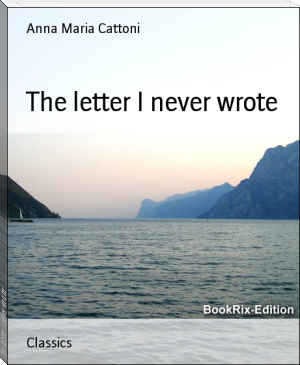 Anna Maria Cattoni
The letter I never wrote
BookRix-Edition
Classics